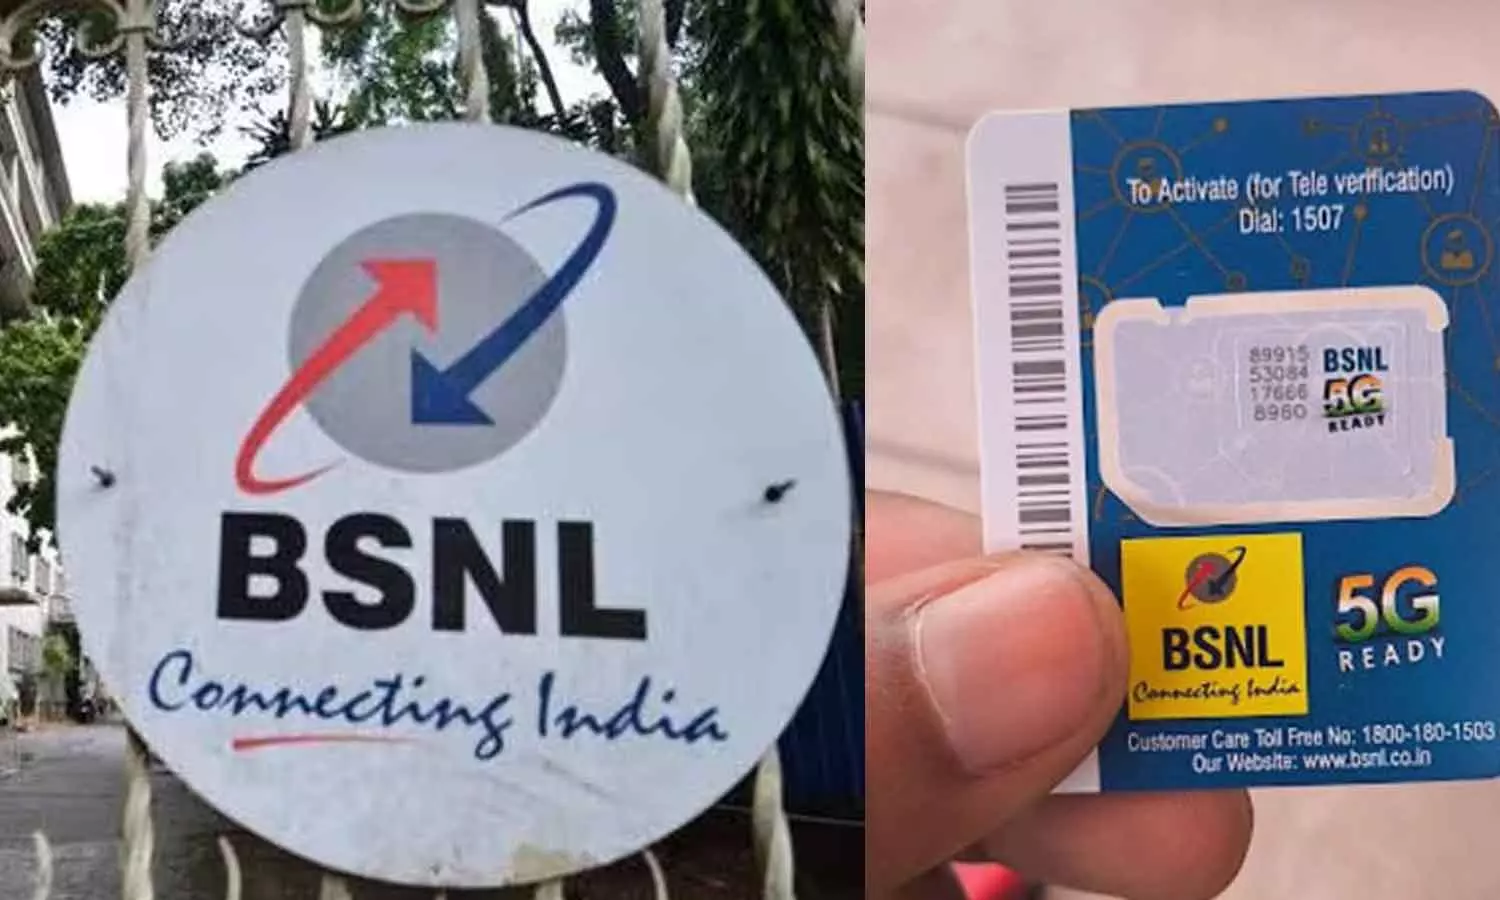 BSNL
Connecting India
To Activate (for Tele verification)
Dial: 1507
89915
53084
17666
8960
BSNL
5G
READY
BSNL
Connecting India
5G
READY
Customer Care Toll Free No: 1800-180-1503
Our Website: www.bsnl.co.in